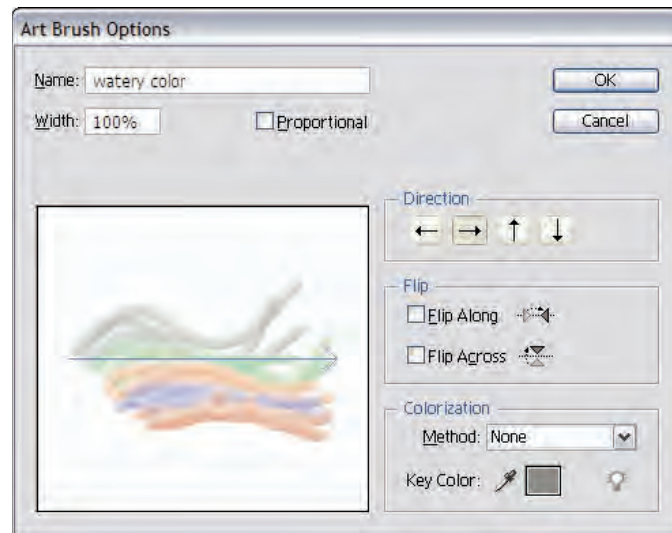 Art Brush Options
Name: watery color
OK
Width: 100%
Proportional
Cancel
Direction
Flip
Flip Along
Flip Across
Colorization
Method: None
Key Color: